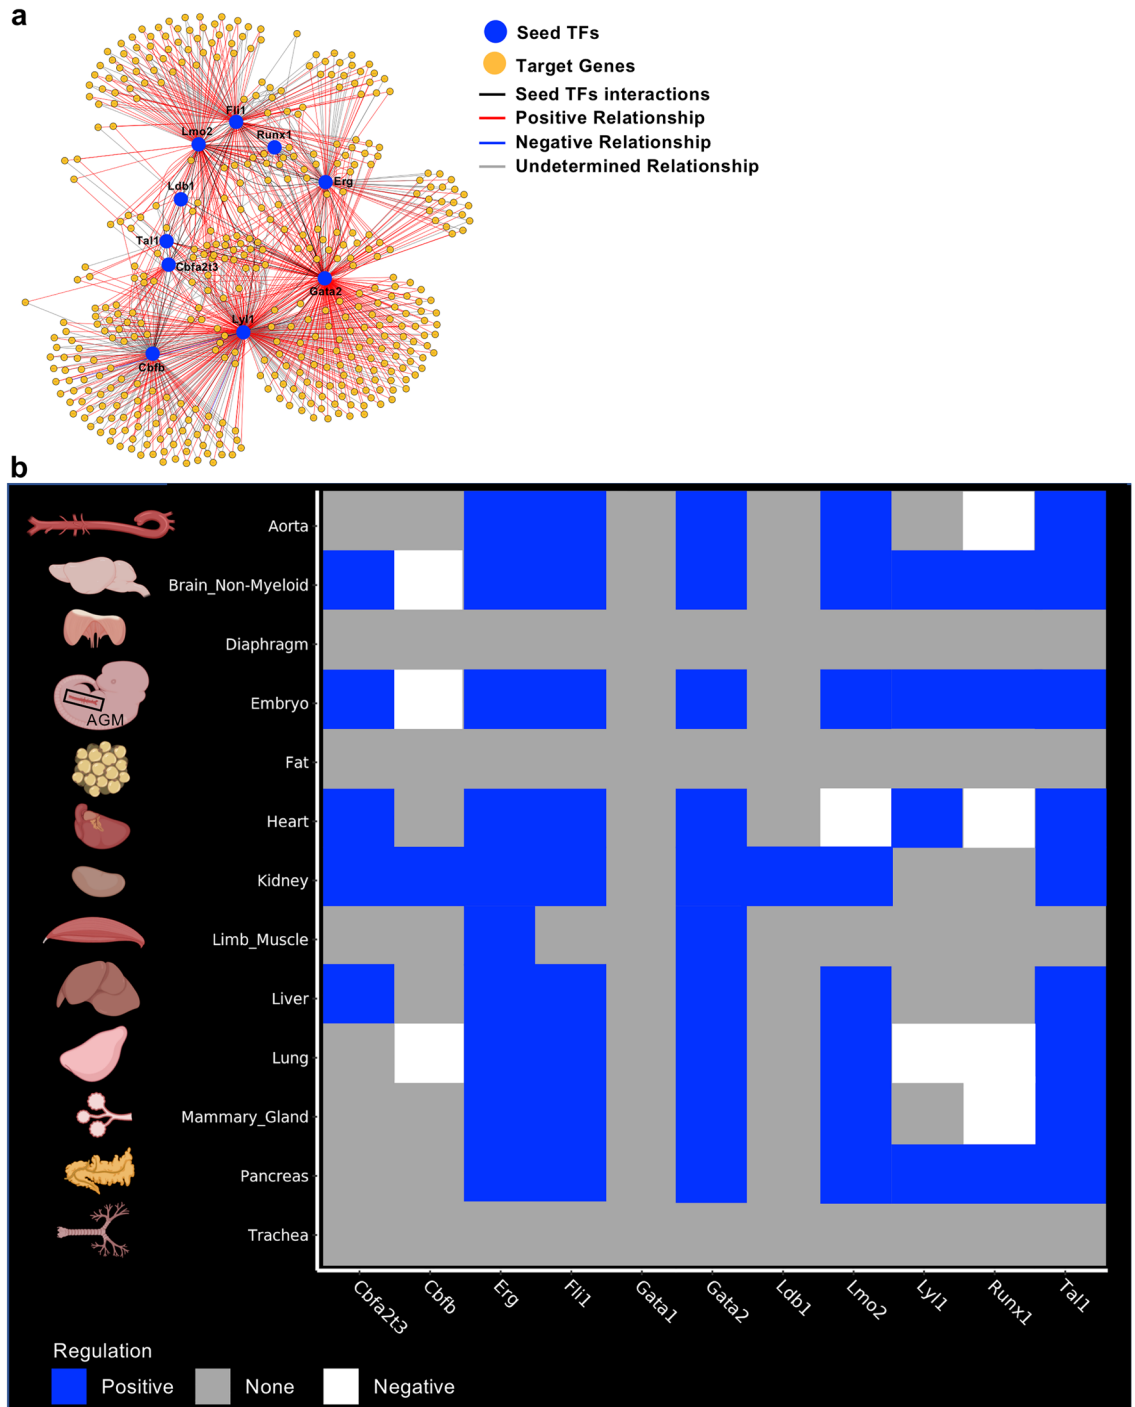 a
Seed TFs
Target Genes
Seed TFs interactions
Positive Relationship
Negative Relationship
Undetermined Relationship
Fli1
Lmo2
Runx1
Erg
Ldb1
Tal1
Cbfa2t3
Gata2
Lyl1
Cbfb
b
Aorta
Brain_Non-Myeloid
Diaphragm
Embryo
AGM
Fat
Heart
Kidney
Limb_Muscle
Liver
Lung
Mammary_Gland
Pancreas
Trachea
Cbfa2t3 Cbfb Erg Fli1 Gata1 Gata2 Ldb1 Lmo2 Lyl1 Runx1 Tal1
Regulation
Positive None Negative